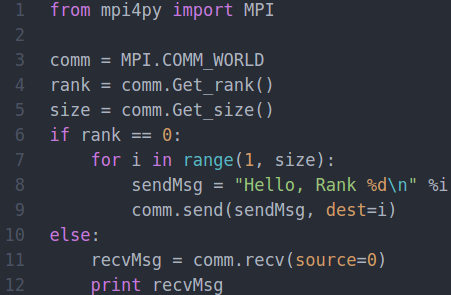 1 from mpi4py import MPI
2
3 comm = MPI.COMM_WORLD
4 rank = comm.Get_rank()
5 size = comm.Get_size()
6 if rank == 0:
7     for i in range(1, size):
8         sendMsg = "Hello, Rank %d\n" %i
9         comm.send(sendMsg, dest=i)
10 else:
11     recvMsg = comm.recv(source=0)
12     print recvMsg